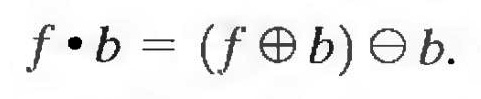 f • b = (f ⊕ b) ⊖ b.